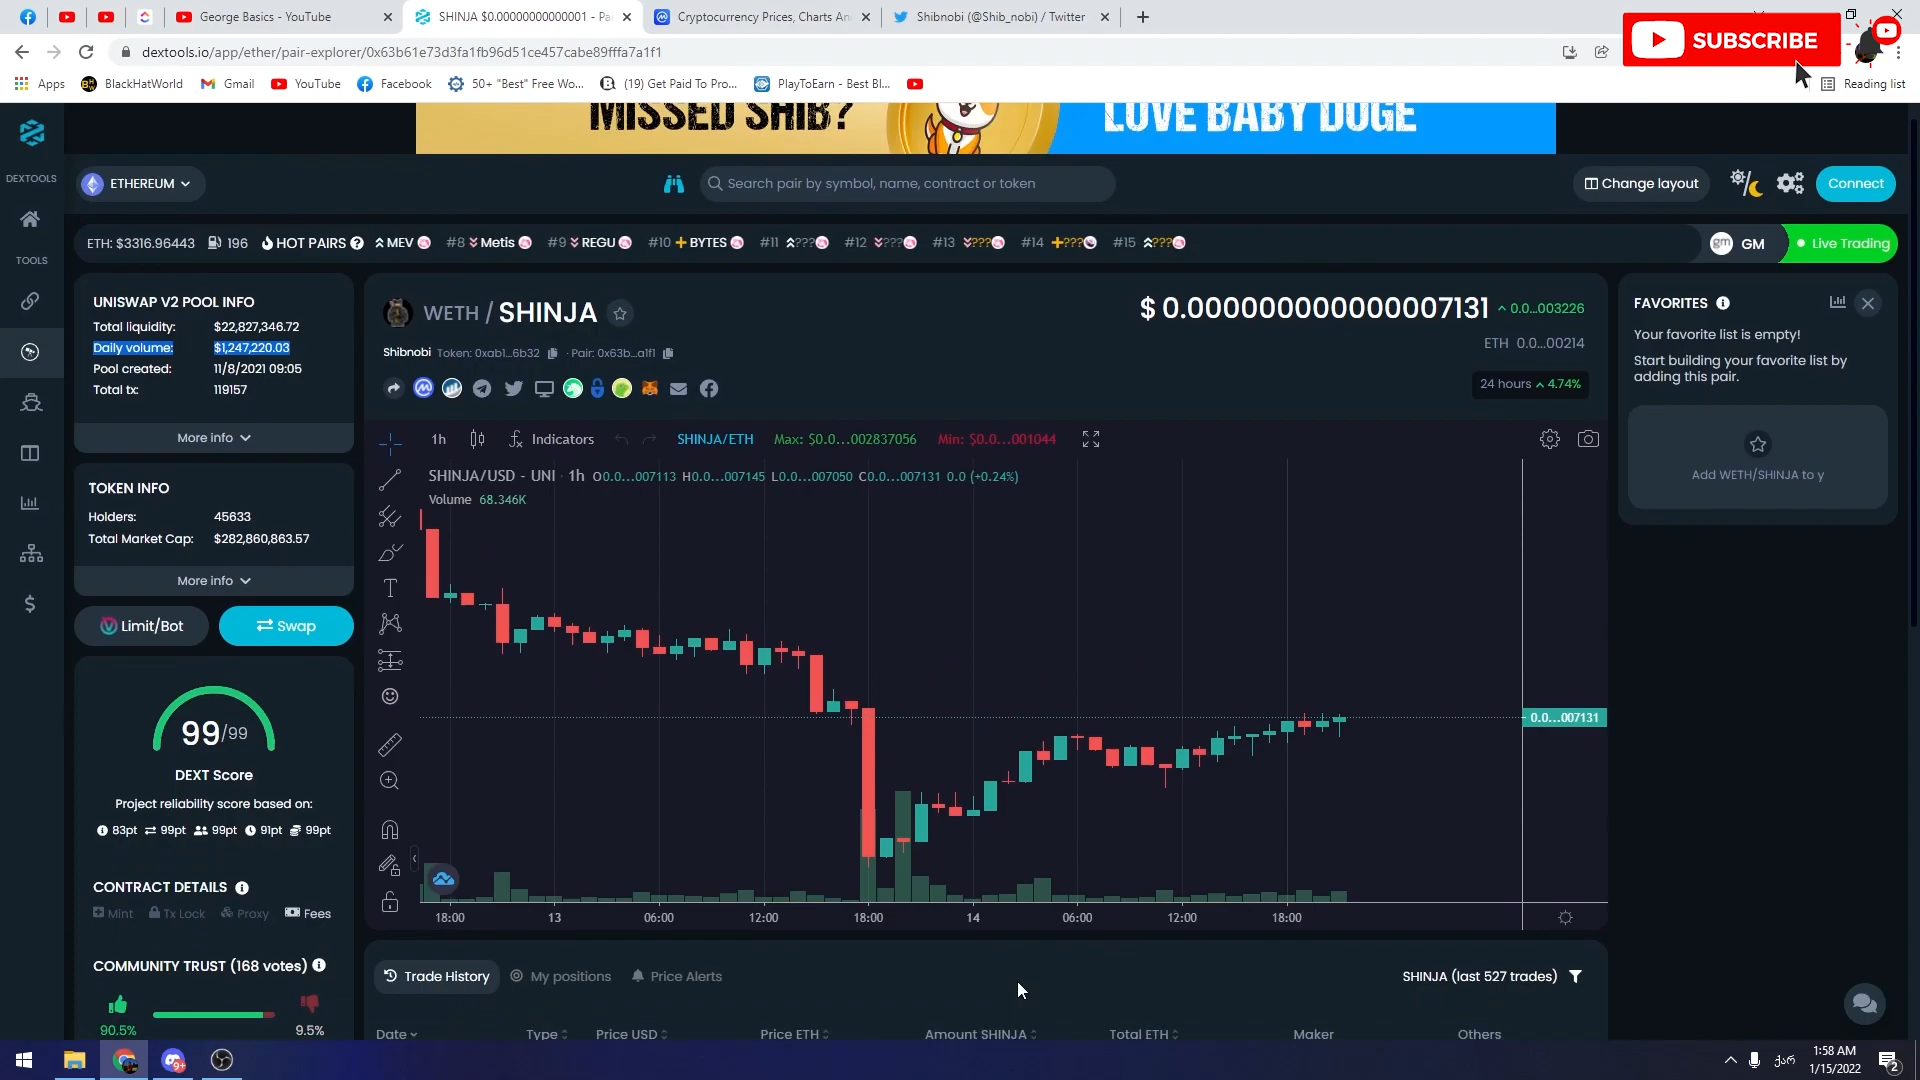 George Basics - YouTube
SHINJA $0.00000000000001 - Pai
Cryptocurrency Prices, Charts An
Shibnobi (@Shib_nobi) / Twitter
dextools.io/app/ether/pair-explorer/0x63b61e73d3fa1fb96d51ce457cabe89fffa7a1f1
SUBSCRIBE
Apps
BlackHatWorld
Gmail
YouTube
Facebook
50+ "Best" Free Wo...
(19) Get Paid To Pro...
PlayToEarn - Best Bl...
Reading list
MISSED SHIB?
LOVE BABY DOGE
DEXTOOLS
ETHEREUM
Search pair by symbol, name, contract or token
Change layout
Connect
ETH: $3316.96443
196
HOT PAIRS
MEV
#8 Metis
#9 REGU
#10 BYTES
#11 ???
#12 ???
#13 ???
#14 ???
#15 ???
gm
GM
Live Trading
TOOLS
UNISWAP V2 POOL INFO
Total liquidity: $22,827,346.72
Daily volume: $1,247,220.03
Pool created: 11/8/2021 09:05
Total tx: 119157
More info
TOKEN INFO
Holders: 45633
Total Market Cap: $282,860,863.57
More info
Limit/Bot
Swap
99/99
DEXT Score
Project reliability score based on:
83pt 99pt 99pt 91pt 99pt
CONTRACT DETAILS
Mint Tx Lock Proxy Fees
COMMUNITY TRUST (168 votes)
90.5%
9.5%
WETH / SHINJA
$ 0.000000000000007131
0.0...003226
Shibnobi Token: 0xab1...6b32 · Pair: 0x63b...a1f1
ETH 0.0...00214
24 hours 4.74%
1h
Indicators
SHINJA/ETH
Max: $0.0...002837056
Min: $0.0...001044
SHINJA/USD - UNI · 1h O0.0...007113 H0.0...007145 L0.0...007050 C0.0...007131 0.0 (+0.24%)
Volume 68.346K
0.0...007131
18:00
13
06:00
12:00
18:00
14
06:00
12:00
18:00
Trade History
My positions
Price Alerts
SHINJA (last 527 trades)
Date
Type
Price USD
Price ETH
Amount SHINJA
Total ETH
Maker
Others
FAVORITES
Your favorite list is empty!
Start building your favorite list by
adding this pair.
Add WETH/SHINJA to y
9+
ქარ
1:58 AM
1/15/2022
2